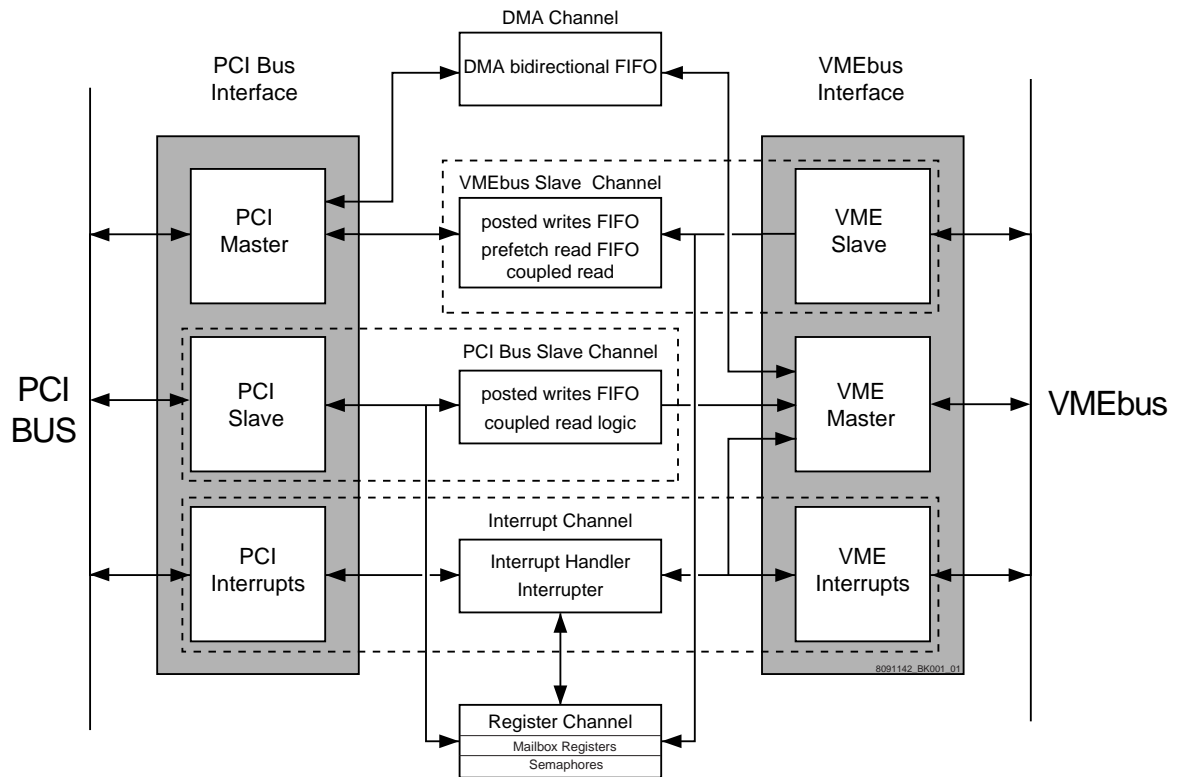 DMA Channel
DMA bidirectional FIFO
PCI Bus
Interface
VMEbus
Interface
VMEbus Slave Channel
posted writes FIFO
prefetch read FIFO
coupled read
PCI
Master
VME
Slave
PCI Bus Slave Channel
posted writes FIFO
coupled read logic
PCI
Slave
VME
Master
PCI
BUS
VMEbus
Interrupt Channel
Interrupt Handler
Interrupter
PCI
Interrupts
VME
Interrupts
8091142_BK001_01
Register Channel
Mailbox Registers
Semaphores